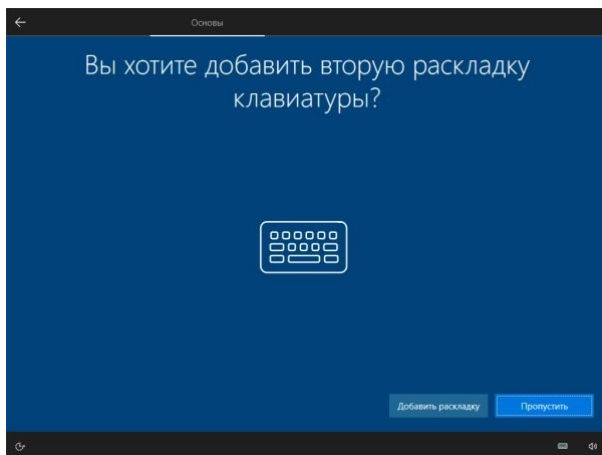 Основы
Вы хотите добавить вторую раскладку
клавиатуры?
Добавить раскладку
Пропустить